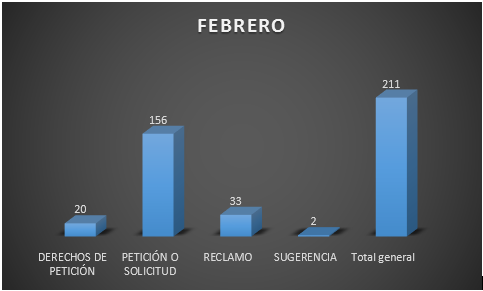 FEBRERO
211
156
33
20
2
DERECHOS DE
PETICIÓN
PETICIÓN O
SOLICITUD
RECLAMO
SUGERENCIA
Total general